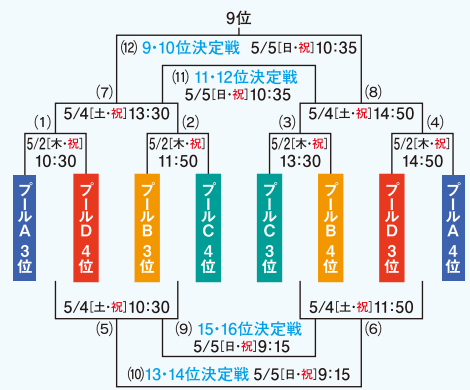 9位
(12) 9・10位決定戦 5/5[日・祝]10:35
(7)
(11) 11・12位決定戦
(8)
5/5[日・祝]10:35
5/4[土・祝]13:30
5/4[土・祝]14:50
(1)
(2)
(3)
(4)
5/2[木・祝]
10:30
5/2[木・祝]
11:50
5/2[木・祝]
13:30
5/2[木・祝]
14:50
プールA 3位
プールD 4位
プールB 3位
プールC 4位
プールC 3位
プールB 4位
プールD 3位
プールA 4位
5/4[土・祝]10:30
5/4[土・祝]11:50
(5)
(9) 15・16位決定戦
(6)
5/5[日・祝]9:15
(10)13・14位決定戦 5/5[日・祝]9:15